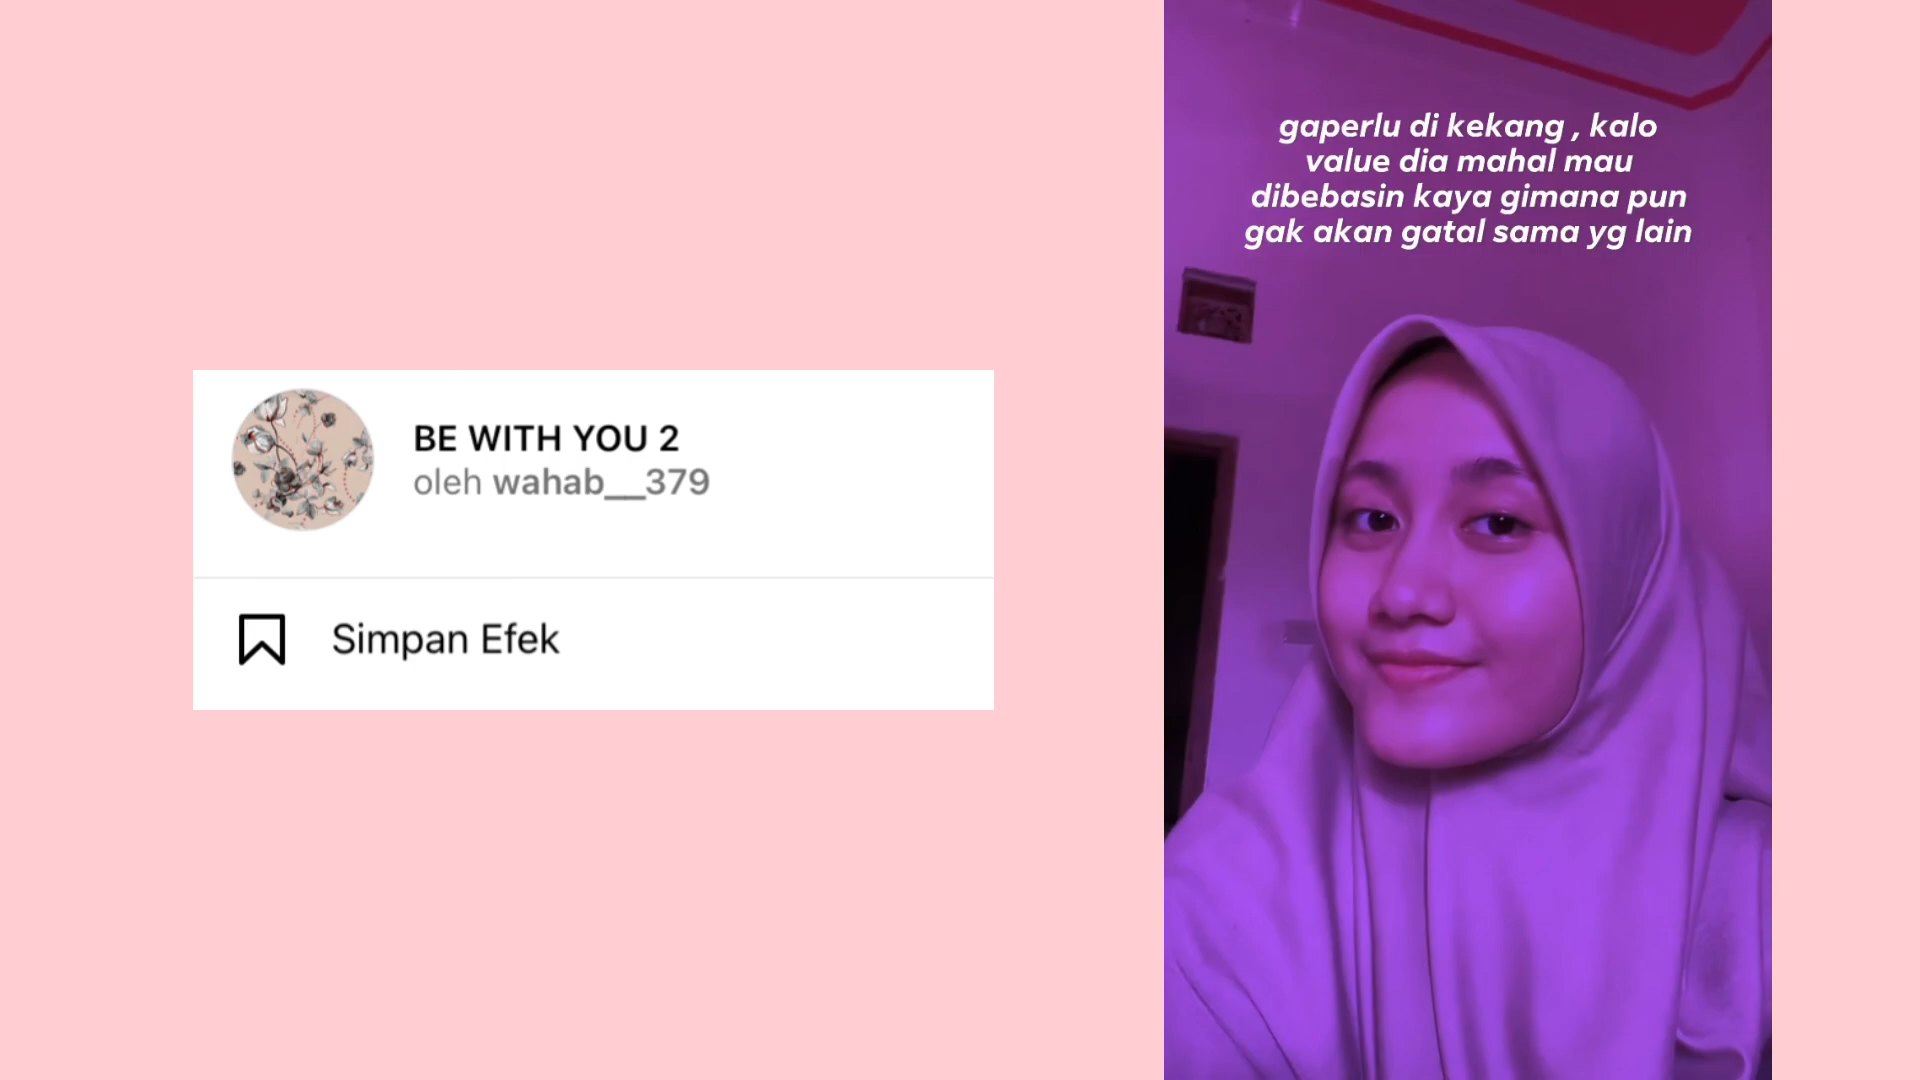 BE WITH YOU 2
oleh wahab__379
Simpan Efek
gaperlu di kekang , kalo
value dia mahal mau
dibebasin kaya gimana pun
gak akan gatal sama yg lain